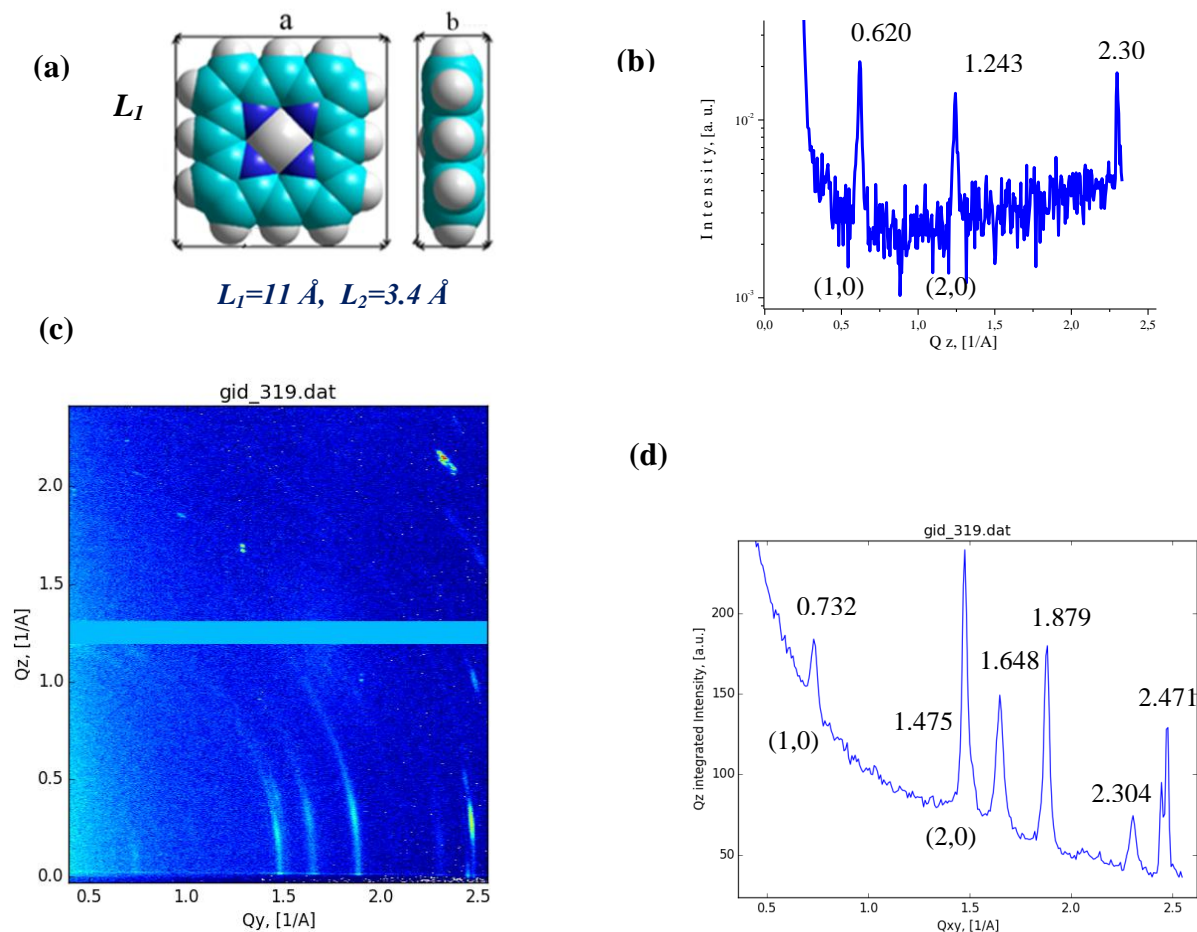 (a)
a
b
L1
L1=11 Å, L2=3.4 Å
(b)
0.620
1.243
2.30
10-2
10-3
Intensity, [a. u.]
(1,0)
(2,0)
0,0
0,5
1,0
1,5
2,0
2,5
Q z, [1/A]
(c)
gid_319.dat
Qz, [1/A]
2.0
1.5
1.0
0.5
0.0
0.5
1.0
1.5
2.0
2.5
Qy, [1/A]
(d)
gid_319.dat
Qz integrated Intensity, [a.u.]
200
150
100
50
0.732
(1,0)
1.475
(2,0)
1.648
1.879
2.304
2.471
0.5
1.0
1.5
2.0
2.5
Qxy, [1/A]